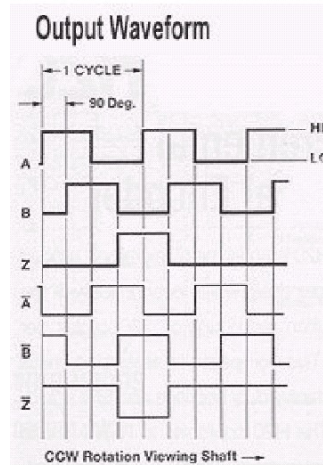 Output Waveform
1 CYCLE
90 Deg.
A
B
Z
A̅
B̅
Z̅
CCW Rotation Viewing Shaft